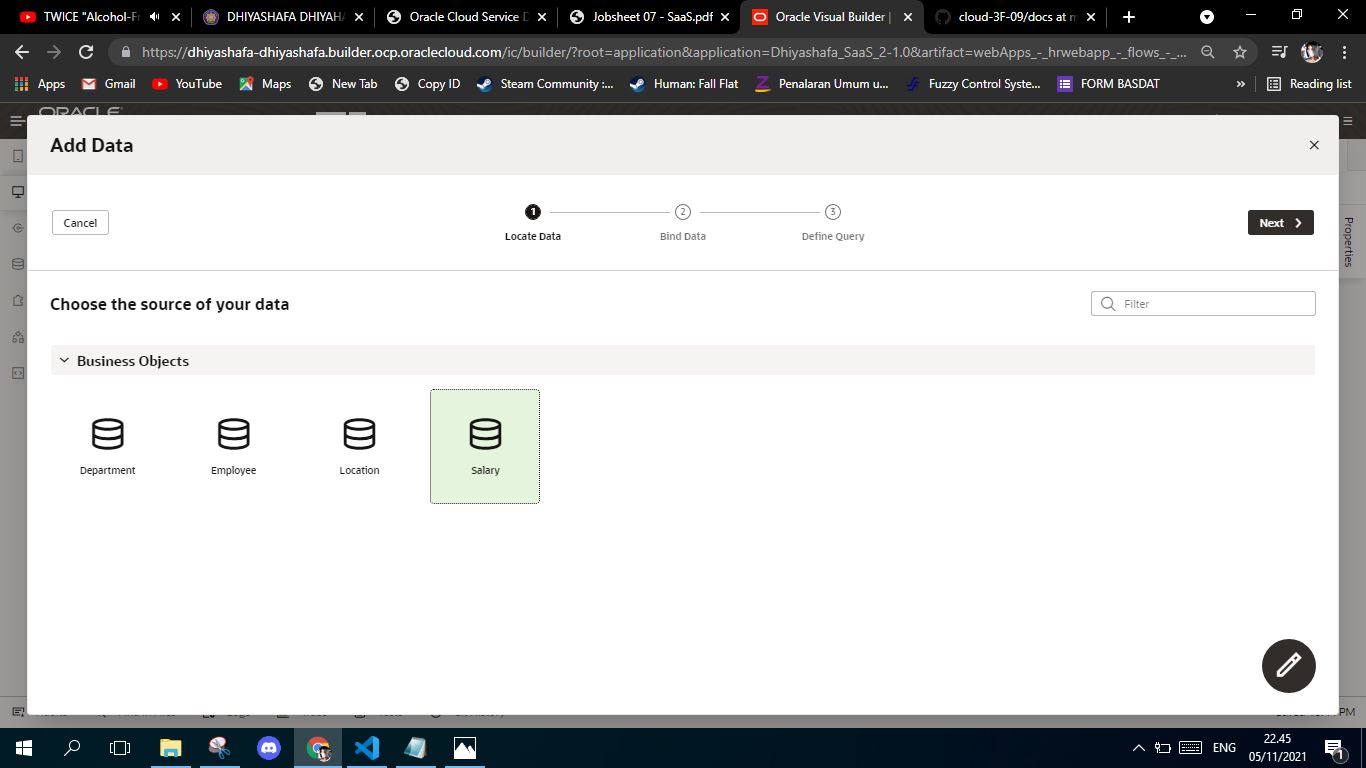 TWICE "Alcohol-Fr
DHIYASHAFA DHIYAHA
Oracle Cloud Service D
Jobsheet 07 - SaaS.pdf
Oracle Visual Builder |
cloud-3F-09/docs at m
https://dhiyashafa-dhiyashafa.builder.ocp.oraclecloud.com/ic/builder/?root=application&application=Dhiyashafa_SaaS_2-1.0&artifact=webApps_-_hrwebapp_-_flows_-_...
Apps
Gmail
YouTube
Maps
New Tab
Copy ID
Steam Community :...
Human: Fall Flat
Penalaran Umum u...
Fuzzy Control Syste...
FORM BASDAT
»
Reading list
ORACLE
Add Data
Cancel
1
2
3
Next
Locate Data
Bind Data
Define Query
Properties
Choose the source of your data
Filter
Business Objects
Department
Employee
Location
Salary
PM
ENG
22.45
05/11/2021
1